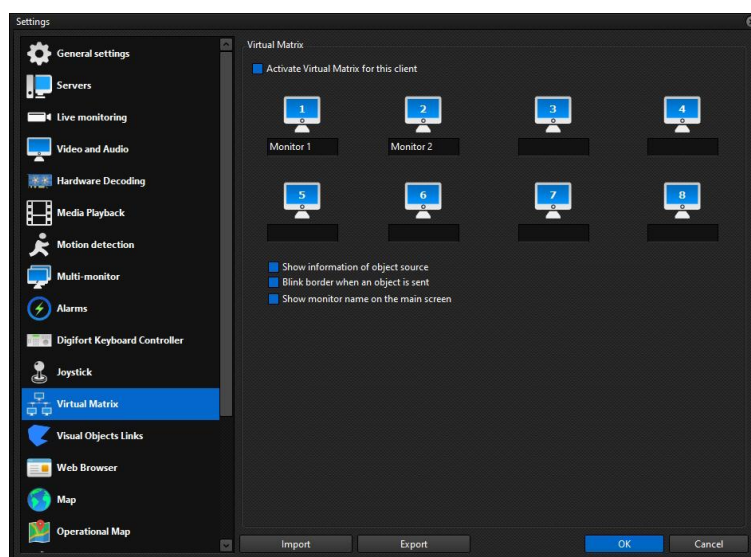 Settings
General settings
Servers
Live monitoring
Video and Audio
Hardware Decoding
Media Playback
Motion detection
Multi-monitor
Alarms
Digifort Keyboard Controller
Joystick
Virtual Matrix
Visual Objects Links
Web Browser
Map
Operational Map
Virtual Matrix
Activate Virtual Matrix for this client
1 2 3 4
Monitor 1 Monitor 2
5 6 7 8
Show information of object source
Blink border when an object is sent
Show monitor name on the main screen
Import Export OK Cancel